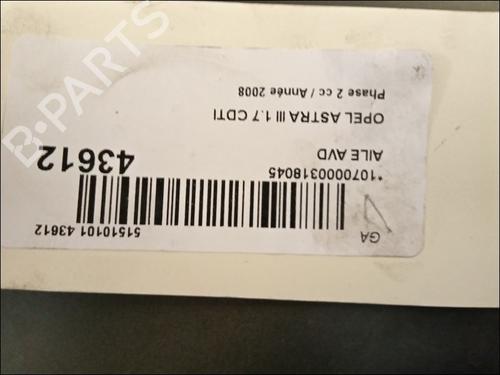 GA
51510101 43612
*1070000318045
AILE AVD
43612
OPEL ASTRA III 1.7 CDTI
Phase 2 cc / Année 2008
B-PARTS